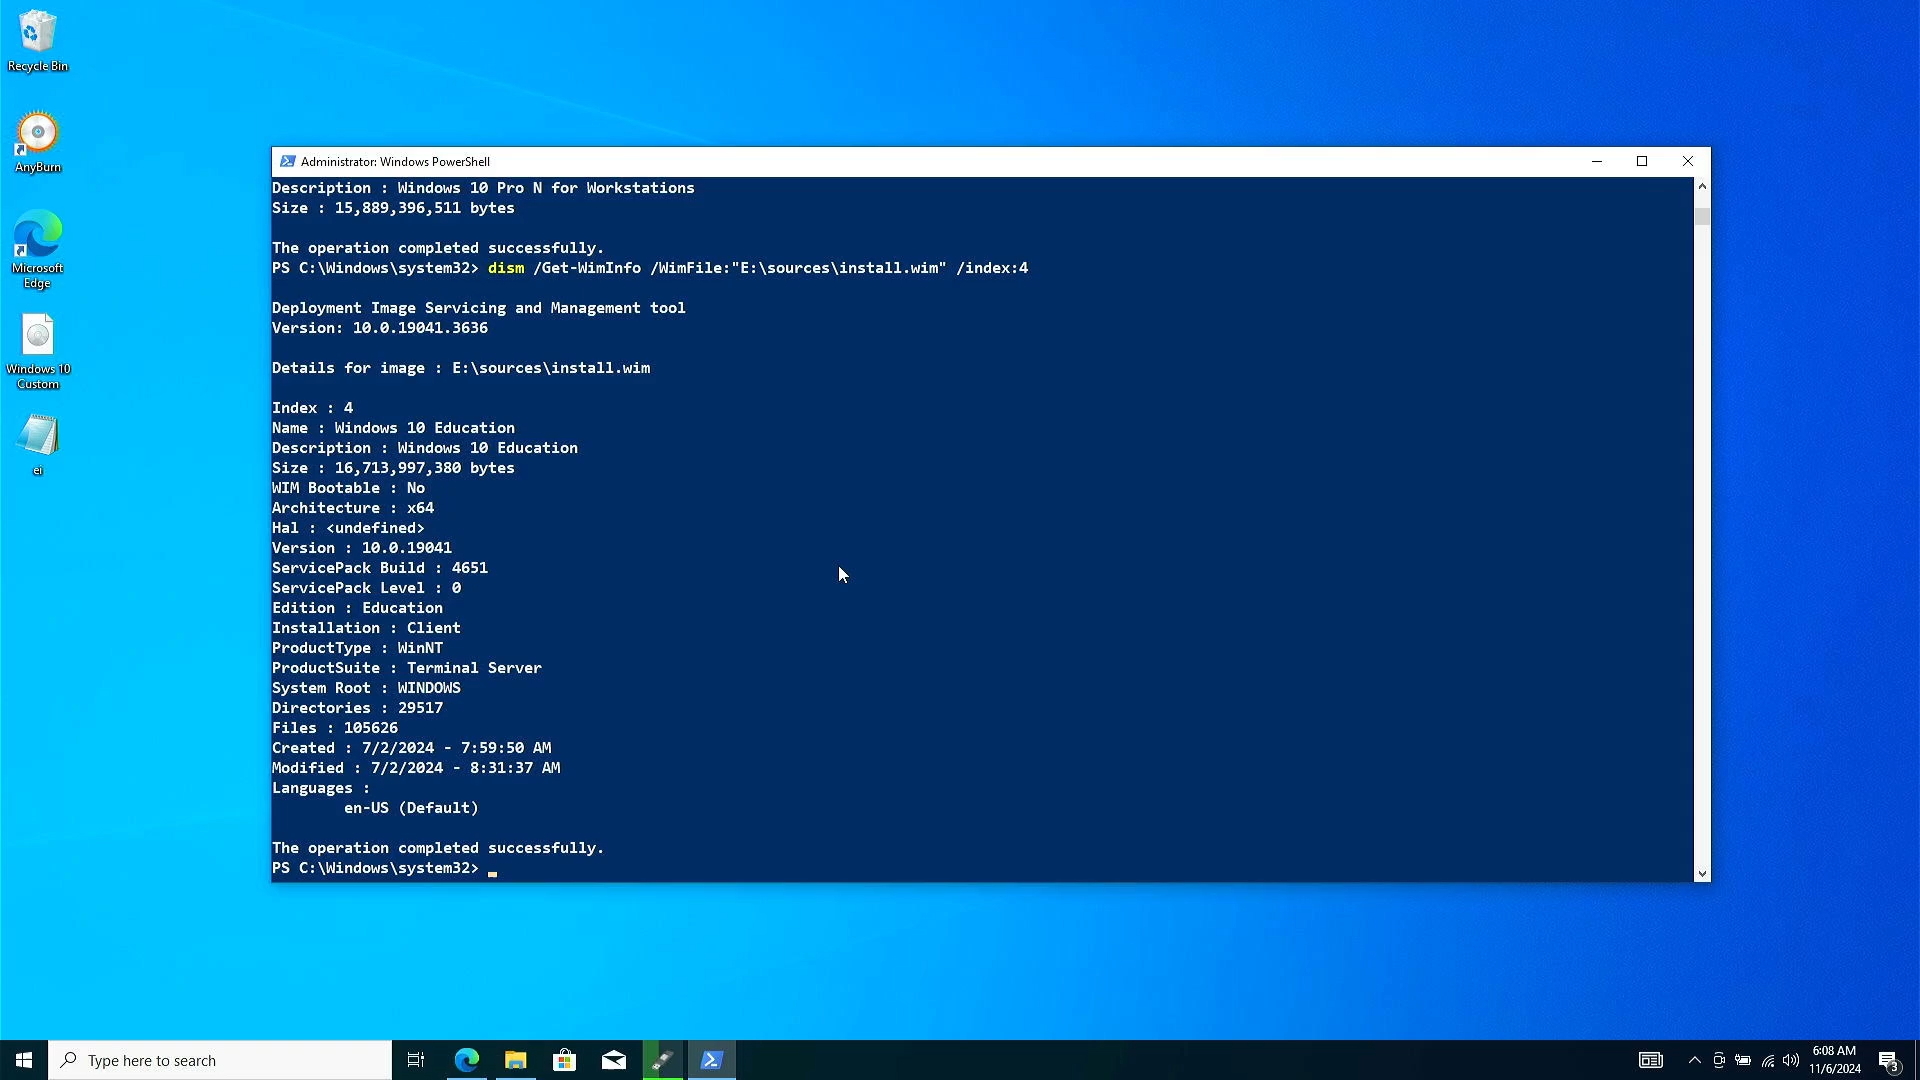 Recycle Bin
AnyBurn
Microsoft
Edge
Windows 10
Custom
ei
Administrator: Windows PowerShell
Description : Windows 10 Pro N for Workstations
Size : 15,889,396,511 bytes
The operation completed successfully.
PS C:\Windows\system32> dism /Get-WimInfo /WimFile:"E:\sources\install.wim" /index:4
Deployment Image Servicing and Management tool
Version: 10.0.19041.3636
Details for image : E:\sources\install.wim
Index : 4
Name : Windows 10 Education
Description : Windows 10 Education
Size : 16,713,997,380 bytes
WIM Bootable : No
Architecture : x64
Hal : <undefined>
Version : 10.0.19041
ServicePack Build : 4651
ServicePack Level : 0
Edition : Education
Installation : Client
ProductType : WinNT
ProductSuite : Terminal Server
System Root : WINDOWS
Directories : 29517
Files : 105626
Created : 7/2/2024 - 7:59:50 AM
Modified : 7/2/2024 - 8:31:37 AM
Languages :
en-US (Default)
The operation completed successfully.
PS C:\Windows\system32>
Type here to search
6:08 AM
11/6/2024
3